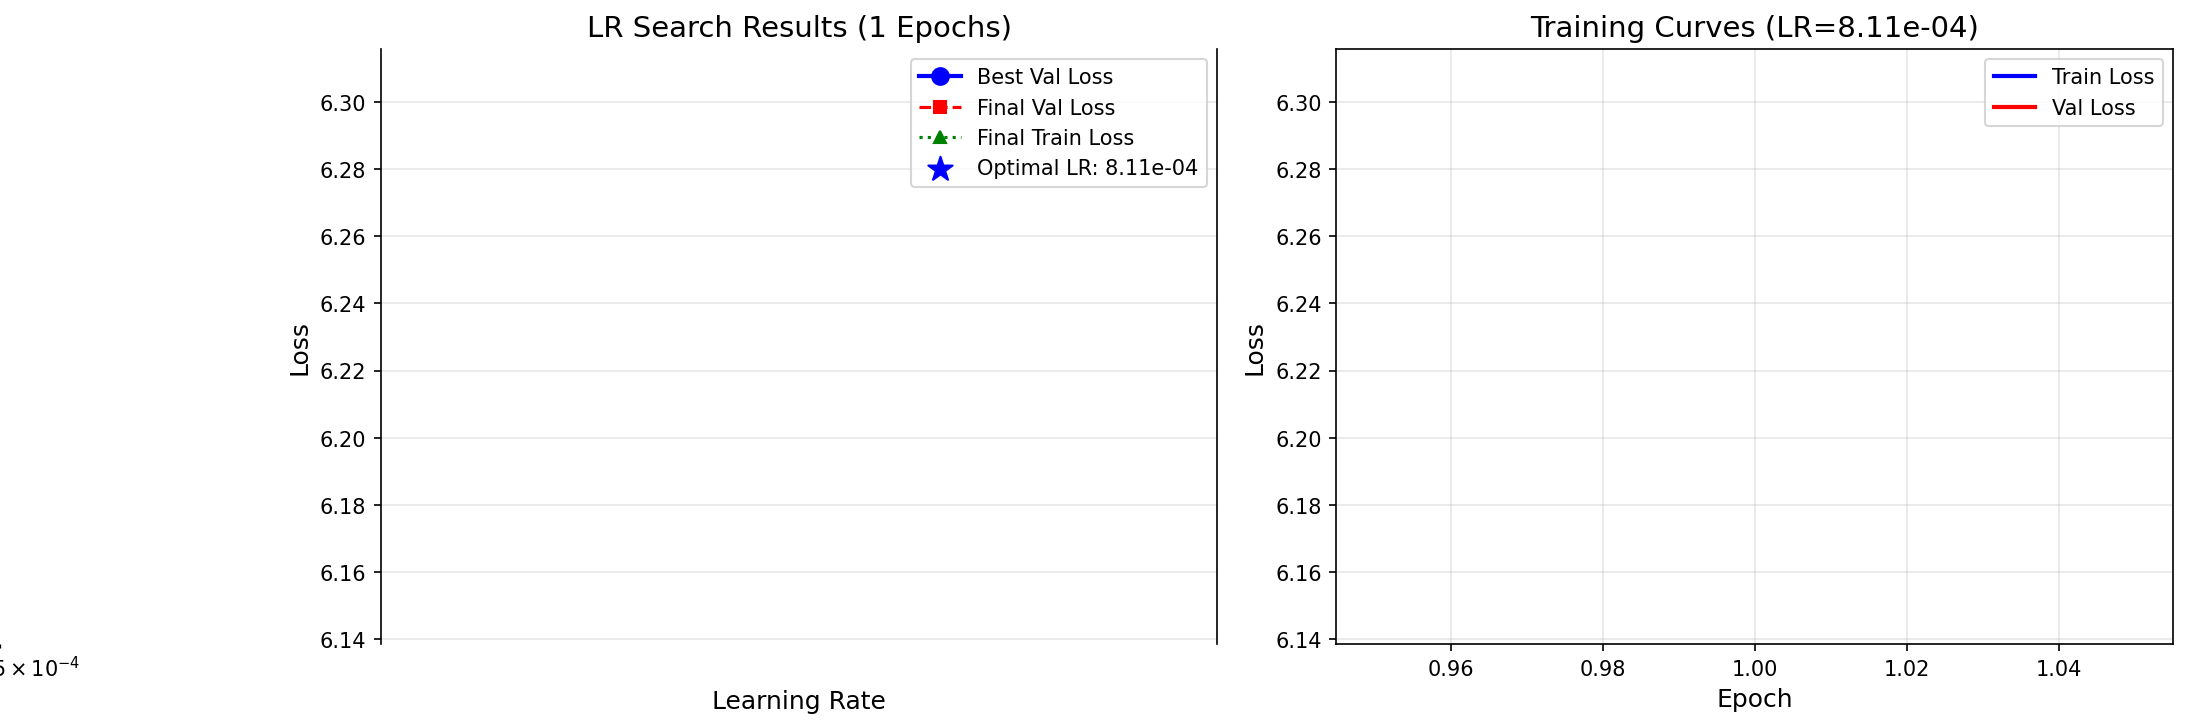 LR Search Results (1 Epochs)
Best Val Loss
Final Val Loss
Final Train Loss
Optimal LR: 8.11e-04
6.30
6.28
6.26
6.24
6.22
6.20
6.18
6.16
6.14
Loss
5 × 10⁻⁴
Learning Rate
Training Curves (LR=8.11e-04)
Train Loss
Val Loss
6.30
6.28
6.26
6.24
6.22
6.20
6.18
6.16
6.14
Loss
0.96 0.98 1.00 1.02 1.04
Epoch